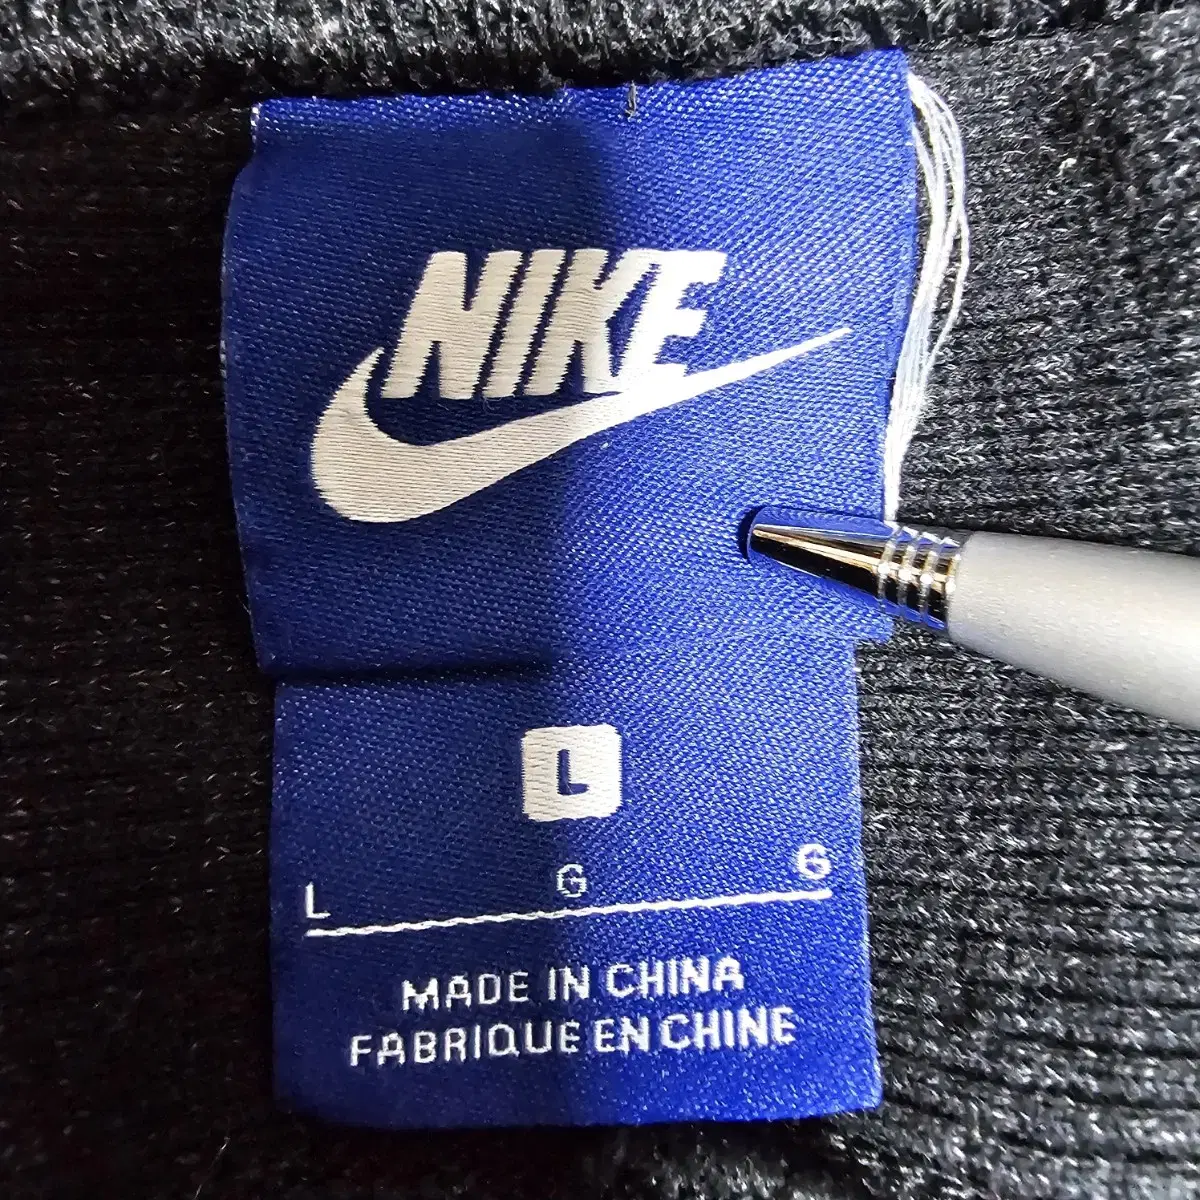 NIKE
L
L G G
MADE IN CHINA
FABRIQUE EN CHINE